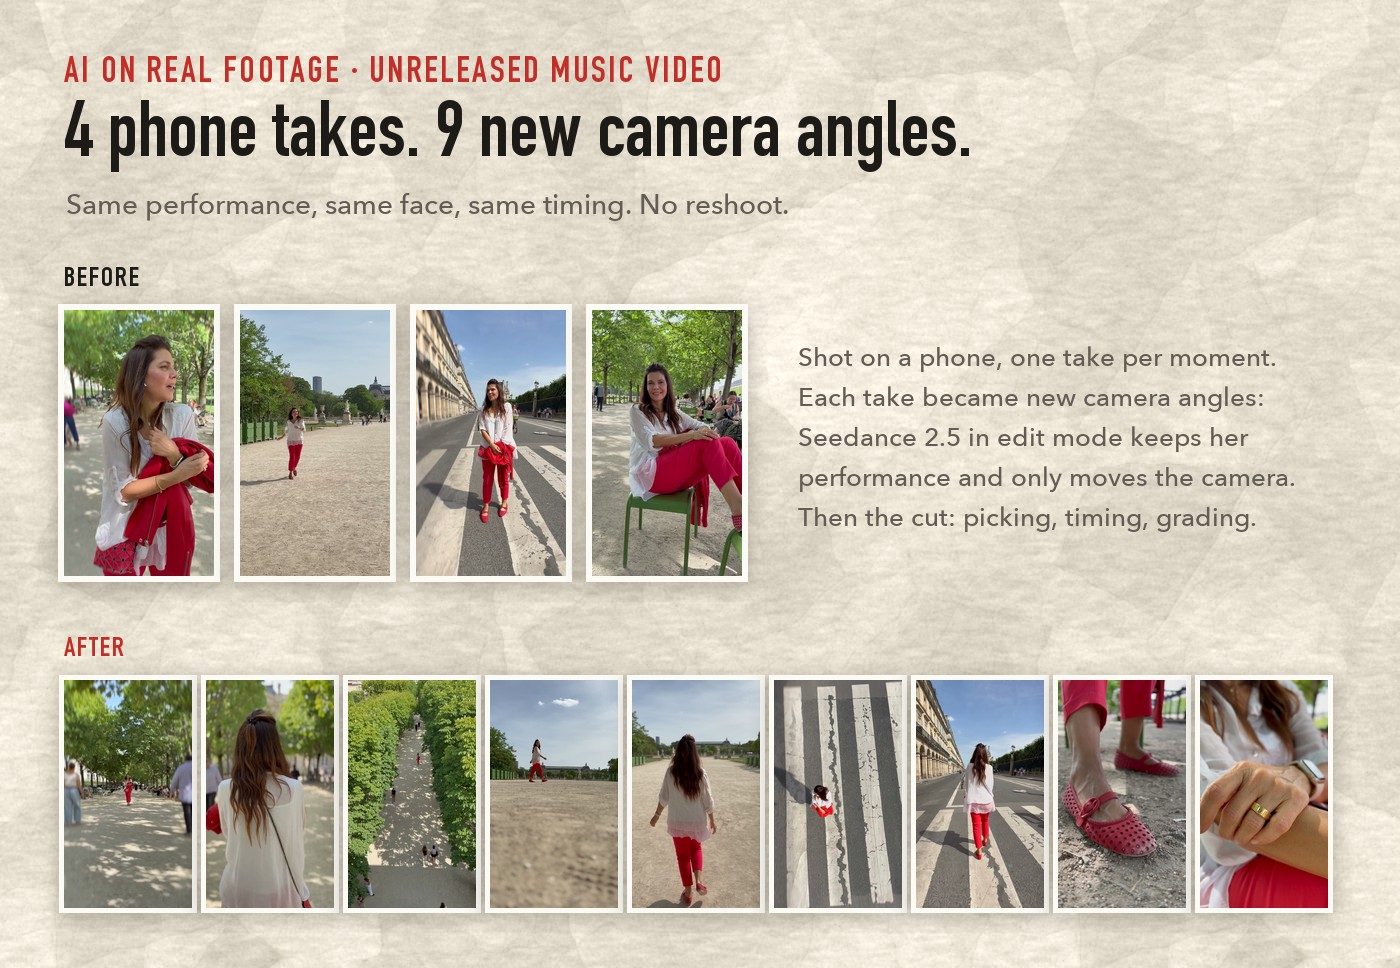 AI ON REAL FOOTAGE · UNRELEASED MUSIC VIDEO
4 phone takes. 9 new camera angles.
Same performance, same face, same timing. No reshoot.
BEFORE
Shot on a phone, one take per moment.
Each take became new camera angles:
Seedance 2.5 in edit mode keeps her
performance and only moves the camera.
Then the cut: picking, timing, grading.
AFTER